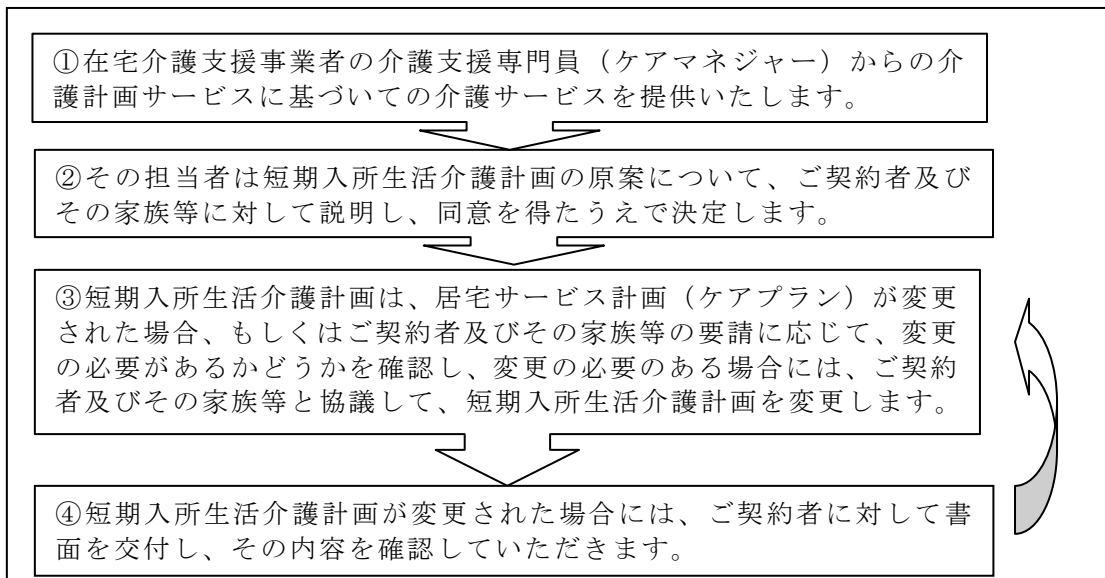 ①在宅介護支援事業者の介護支援専門員（ケアマネジャー）からの介
護計画サービスに基づいての介護サービスを提供いたします。
②その担当者は短期入所生活介護計画の原案について、ご契約者及び
その家族等に対して説明し、同意を得たうえで決定します。
③短期入所生活介護計画は、居宅サービス計画（ケアプラン）が変更
された場合、もしくはご契約者及びその家族等の要請に応じて、変更
の必要があるかどうかを確認し、変更の必要のある場合には、ご契約
者及びその家族等と協議して、短期入所生活介護計画を変更します。
④短期入所生活介護計画が変更された場合には、ご契約者に対して書
面を交付し、その内容を確認していただきます。